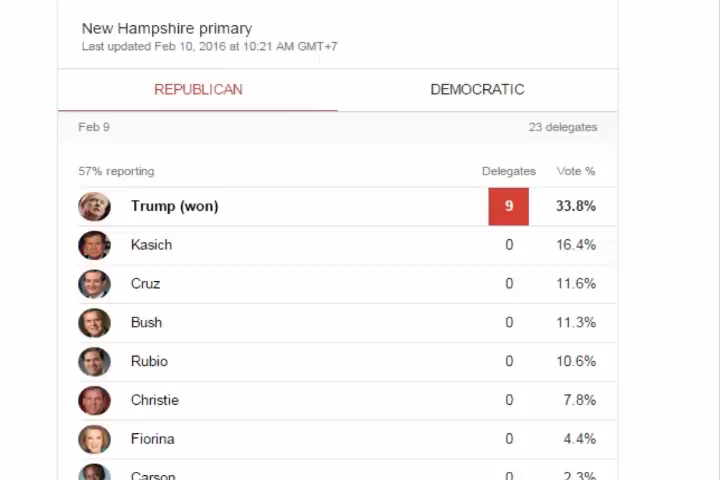 New Hampshire primary
Last updated Feb 10, 2016 at 10:21 AM GMT+7
REPUBLICAN DEMOCRATIC
Feb 9 23 delegates
57% reporting Delegates Vote %
Trump (won) 9 33.8%
Kasich 0 16.4%
Cruz 0 11.6%
Bush 0 11.3%
Rubio 0 10.6%
Christie 0 7.8%
Fiorina 0 4.4%
Carson 0 2.3%